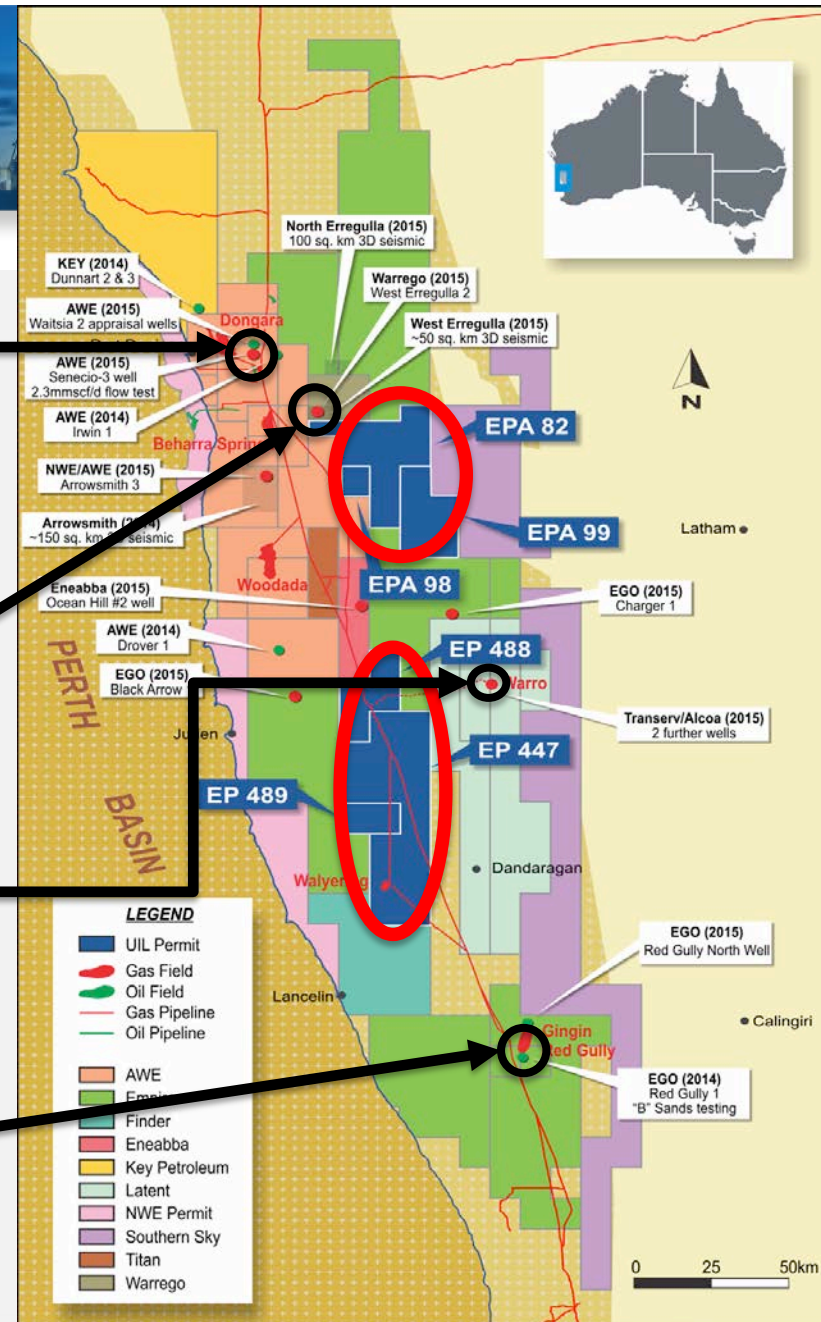 North Erregulla (2015)
100 sq. km 3D seismic
KEY (2014)
Dunnart 2 & 3
Warrego (2015)
West Erregulla 2
AWE (2015)
Waitsia 2 appraisal wells
Dongara
West Erregulla (2015)
~50 sq. km 3D seismic
AWE (2015)
Senecio-3 well
2.3mmscf/d flow test
N
AWE (2014)
Irwin 1
EPA 82
Beharra
NWE/AWE (2015)
Arrowsmith 3
Arrowsmith
~150 sq. km seismic
EPA 99
Latham
Woodada
EPA 98
Eneabba (2015)
Ocean Hill #2 well
EGO (2015)
Charger 1
AWE (2014)
Drover 1
EP 488
EGO (2015)
Black Arrow
Warro
PERTH
BASIN
Transerv/Alcoa (2015)
2 further wells
EP 447
EP 489
Dandaragan
LEGEND
UIL Permit
Gas Field
Oil Field
Gas Pipeline
Oil Pipeline
AWE
Finder
Eneabba
Key Petroleum
Latent
NWE Permit
Southern Sky
Titan
Warrego
EGO (2015)
Red Gully North Well
Lancelin
Calingiri
Gingin
Red Gully
EGO (2014)
Red Gully 1
"B" Sands testing
0 25 50km